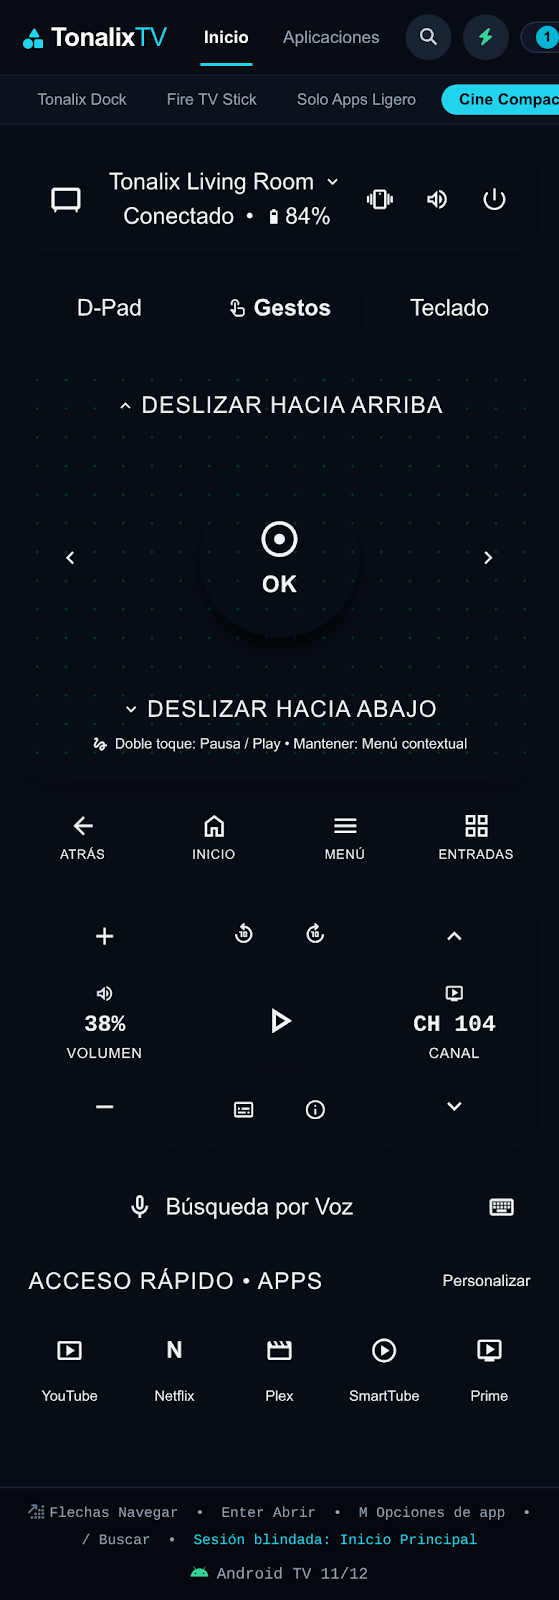 TonalixTV Inicio Aplicaciones 1
Tonalix Dock Fire TV Stick Solo Apps Ligero Cine Compac
Tonalix Living Room
Conectado • 84%
D-Pad Gestos Teclado
DESLIZAR HACIA ARRIBA
OK
DESLIZAR HACIA ABAJO
Doble toque: Pausa / Play • Mantener: Menú contextual
ATRÁS INICIO MENÚ ENTRADAS
10 10
38% CH 104
VOLUMEN CANAL
Búsqueda por Voz
ACCESO RÁPIDO • APPS Personalizar
N
YouTube Netflix Plex SmartTube Prime
Flechas Navegar • Enter Abrir • M Opciones de app •
/ Buscar • Sesión blindada: Inicio Principal
Android TV 11/12